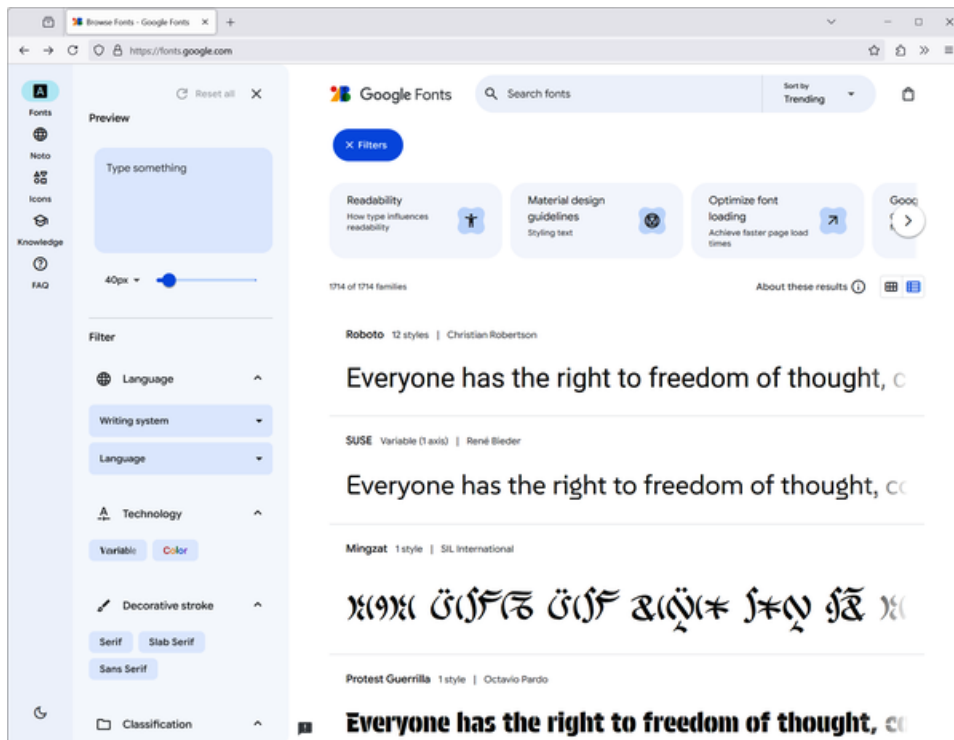 Browse Fonts - Google Fonts
https://fonts.google.com
Fonts
Noto
Icons
Knowledge
FAQ
Reset all
Preview
Type something
40px
Filter
Language
Writing system
Language
Technology
Variable Color
Decorative stroke
Serif Slab Serif
Sans Serif
Classification
Google Fonts
Search fonts
Sort by
Trending
Filters
Readability
How type influences
readability
Material design
guidelines
Styling text
Optimize font
loading
Achieve faster page load
times
1714 of 1714 families
About these results
Roboto 12 styles | Christian Robertson
Everyone has the right to freedom of thought,
SUSE Variable (1 axis) | René Bieder
Everyone has the right to freedom of thought,
Mingzat 1 style | SIL International
Protest Guerrilla 1 style | Octavio Pardo
Everyone has the right to freedom of thought,